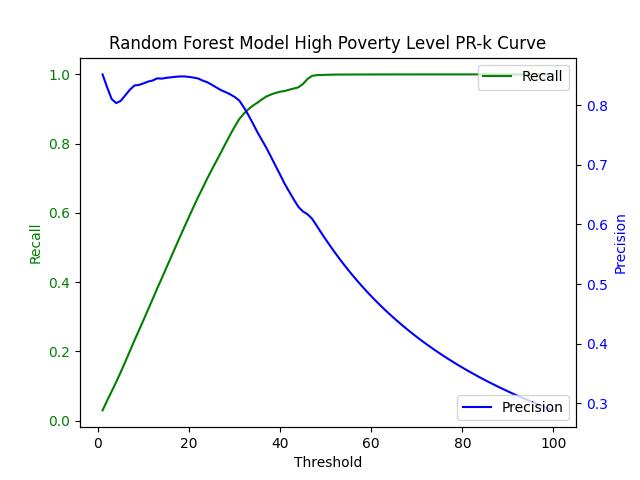 Random Forest Model High Poverty Level PR-k Curve
Recall
1.0
0.8
0.6
0.4
0.2
0.0
Recall
Precision
0.8
0.7
0.6
0.5
0.4
0.3
Precision
0 20 40 60 80 100
Threshold